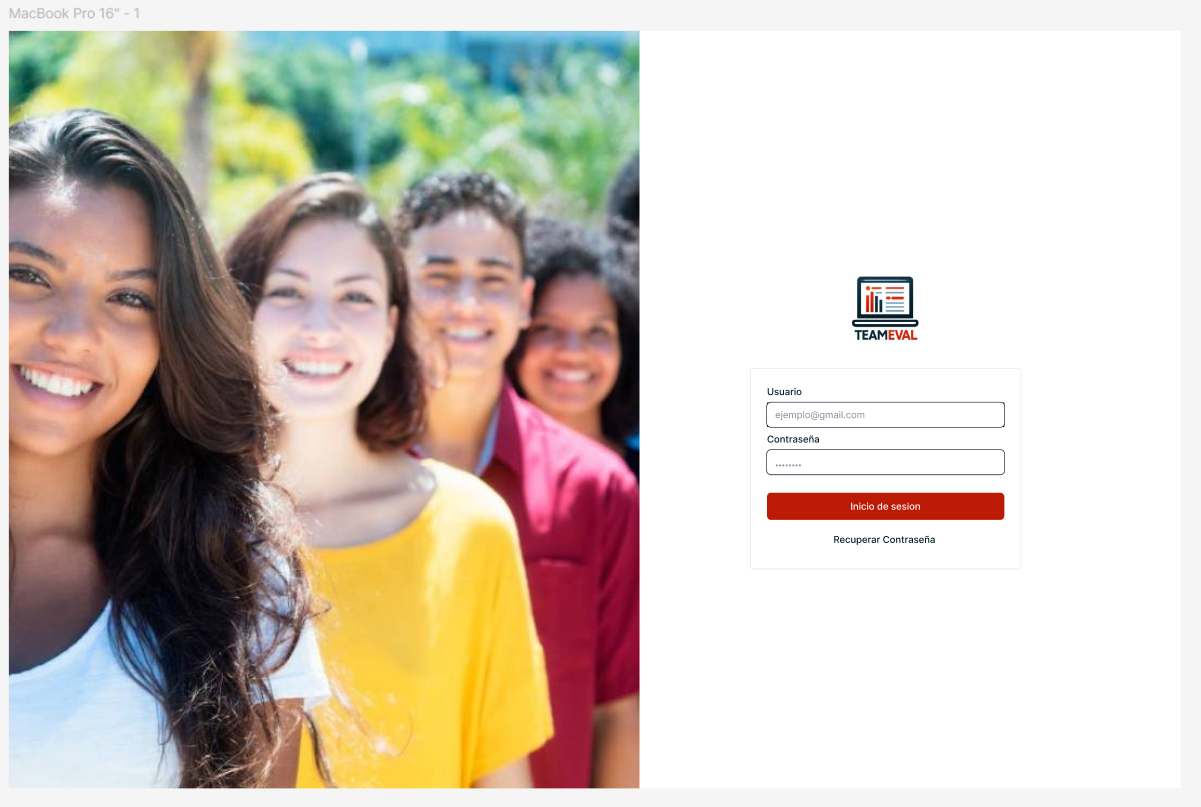 MacBook Pro 16" - 1
TEAMEVAL
Usuario
ejemplo@gmail.com
Contraseña
........
Inicio de sesion
Recuperar Contraseña